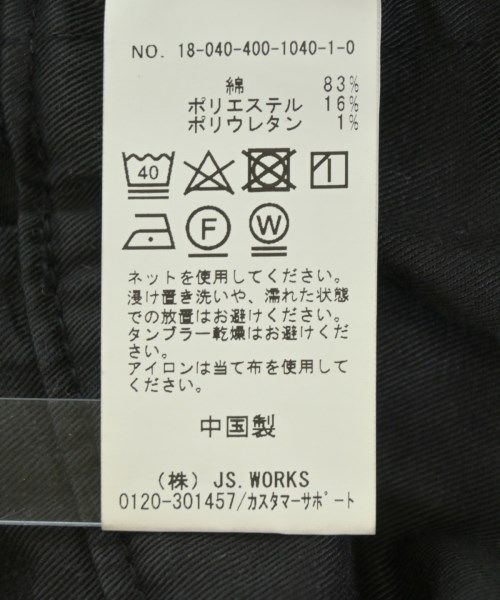 NO. 18-040-400-1040-1-0
綿 83%
ポリエステル 16%
ポリウレタン 1%
40
F W
ネットを使用してください。
浸け置き洗いや、濡れた状態
での放置はお避けください。
タンブラー乾燥はお避けください。
アイロンは当て布を使用して
ください。
中国製
（株） JS.WORKS
0120-301457/カスタマーサポート